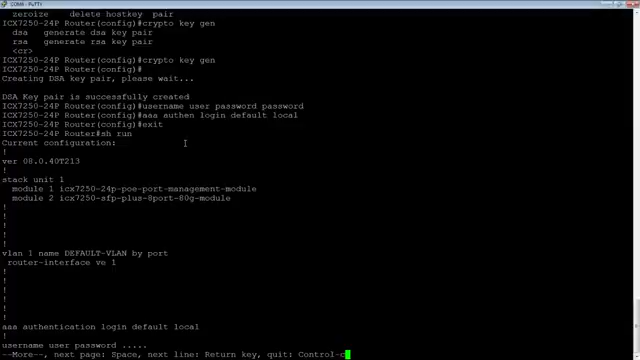 COM4 - PuTTY
zeroize delete hostkey pair
ICX7250-24P Router(config)#crypto key gen
dsa generate dsa key pair
rsa generate rsa key pair
<cr>
ICX7250-24P Router(config)#crypto key gen
ICX7250-24P Router(config)#
Creating DSA key pair, please wait...
DSA Key pair is successfully created
ICX7250-24P Router(config)#username user password password
ICX7250-24P Router(config)#aaa authen login default local
ICX7250-24P Router(config)#exit
ICX7250-24P Router#sh run
Current configuration:
!
ver 08.0.40T213
!
stack unit 1
module 1 icx7250-24p-poe-port-management-module
module 2 icx7250-sfp-plus-8port-80g-module
!
!
!
!
vlan 1 name DEFAULT-VLAN by port
router-interface ve 1
!
!
!
!
!
aaa authentication login default local
!
username user password .....
--More--, next page: Space, next line: Return key, quit: Control-c